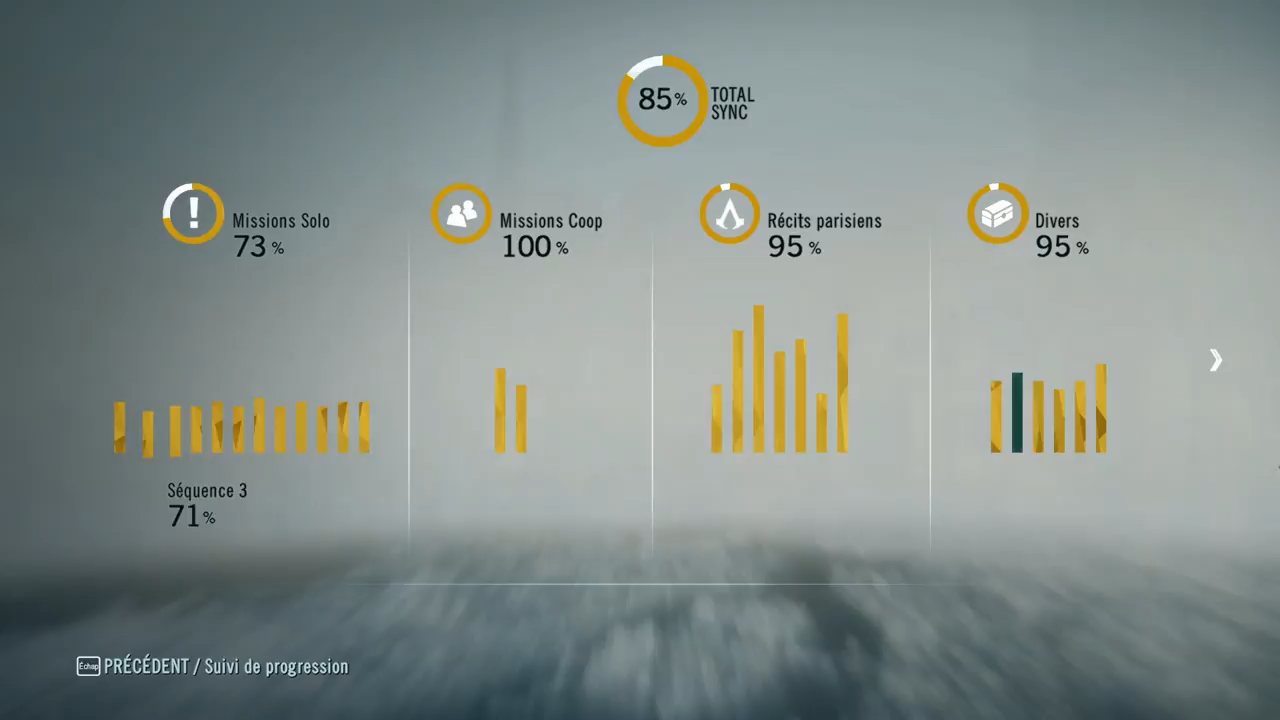 85%
TOTAL
SYNC
Missions Solo
73 %
Missions Coop
100 %
Récits parisiens
95 %
Divers
95 %
Séquence 3
71%
Echap PRÉCÉDENT / Suivi de progression